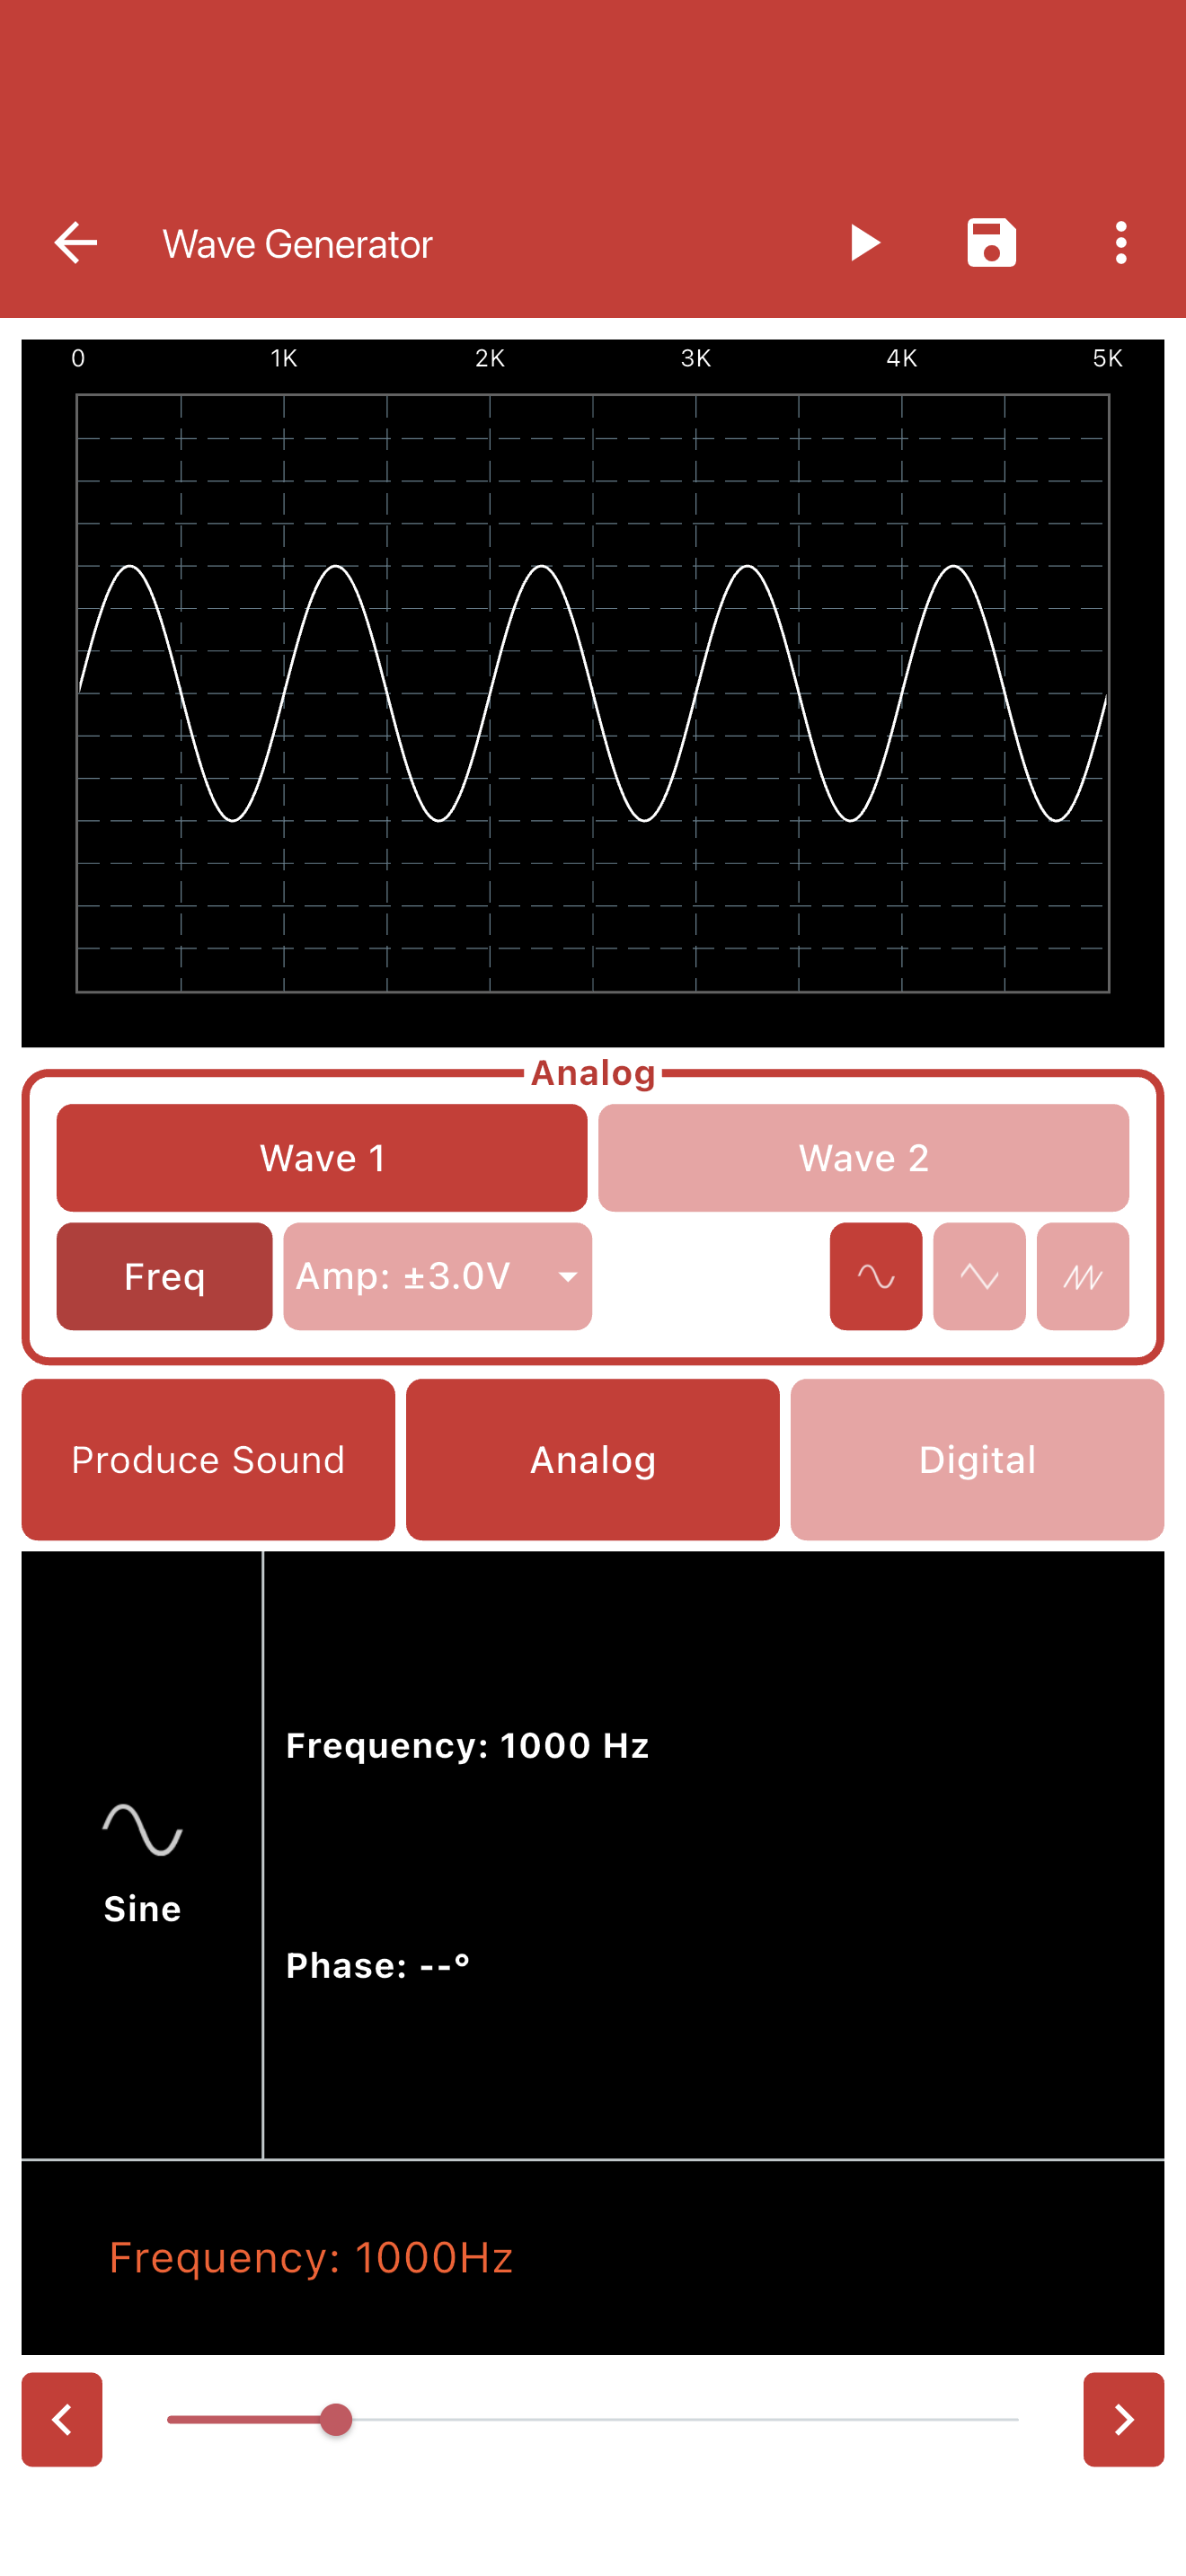 Wave Generator
0 1K 2K 3K 4K 5K
Analog
Wave 1 Wave 2
Freq Amp: ±3.0V
Produce Sound Analog Digital
Frequency: 1000 Hz
Sine
Phase: --°
Frequency: 1000Hz